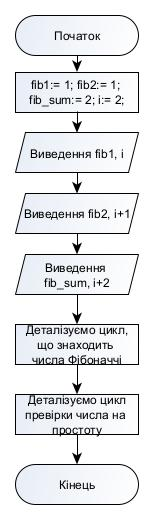 Початок
fib1:= 1; fib2:= 1;
fib_sum:= 2; i:= 2;
Виведення fib1, i
Виведення fib2, i+1
Виведення
fib_sum, i+2
Деталізуємо цикл,
що знаходить
числа Фібоначчі
Деталізуємо цикл
превірки числа на
простоту
Кінець